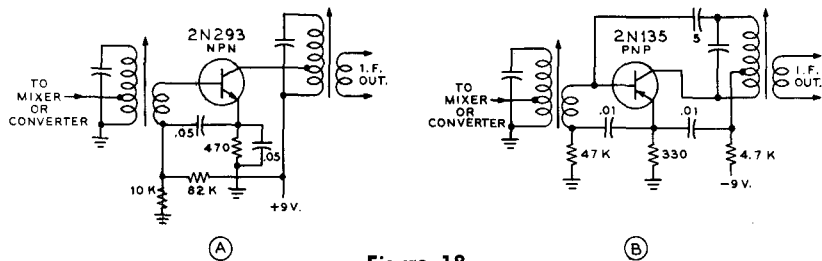 2N293
NPN
TO
MIXER
OR
CONVERTER
I.F.
OUT.
.05
470
.05
10 K
82 K
+9 V.
A
2N135
PNP
5
TO
MIXER
OR
CONVERTER
I.F.
OUT.
.01
.01
47 K
330
4.7 K
-9V.
B